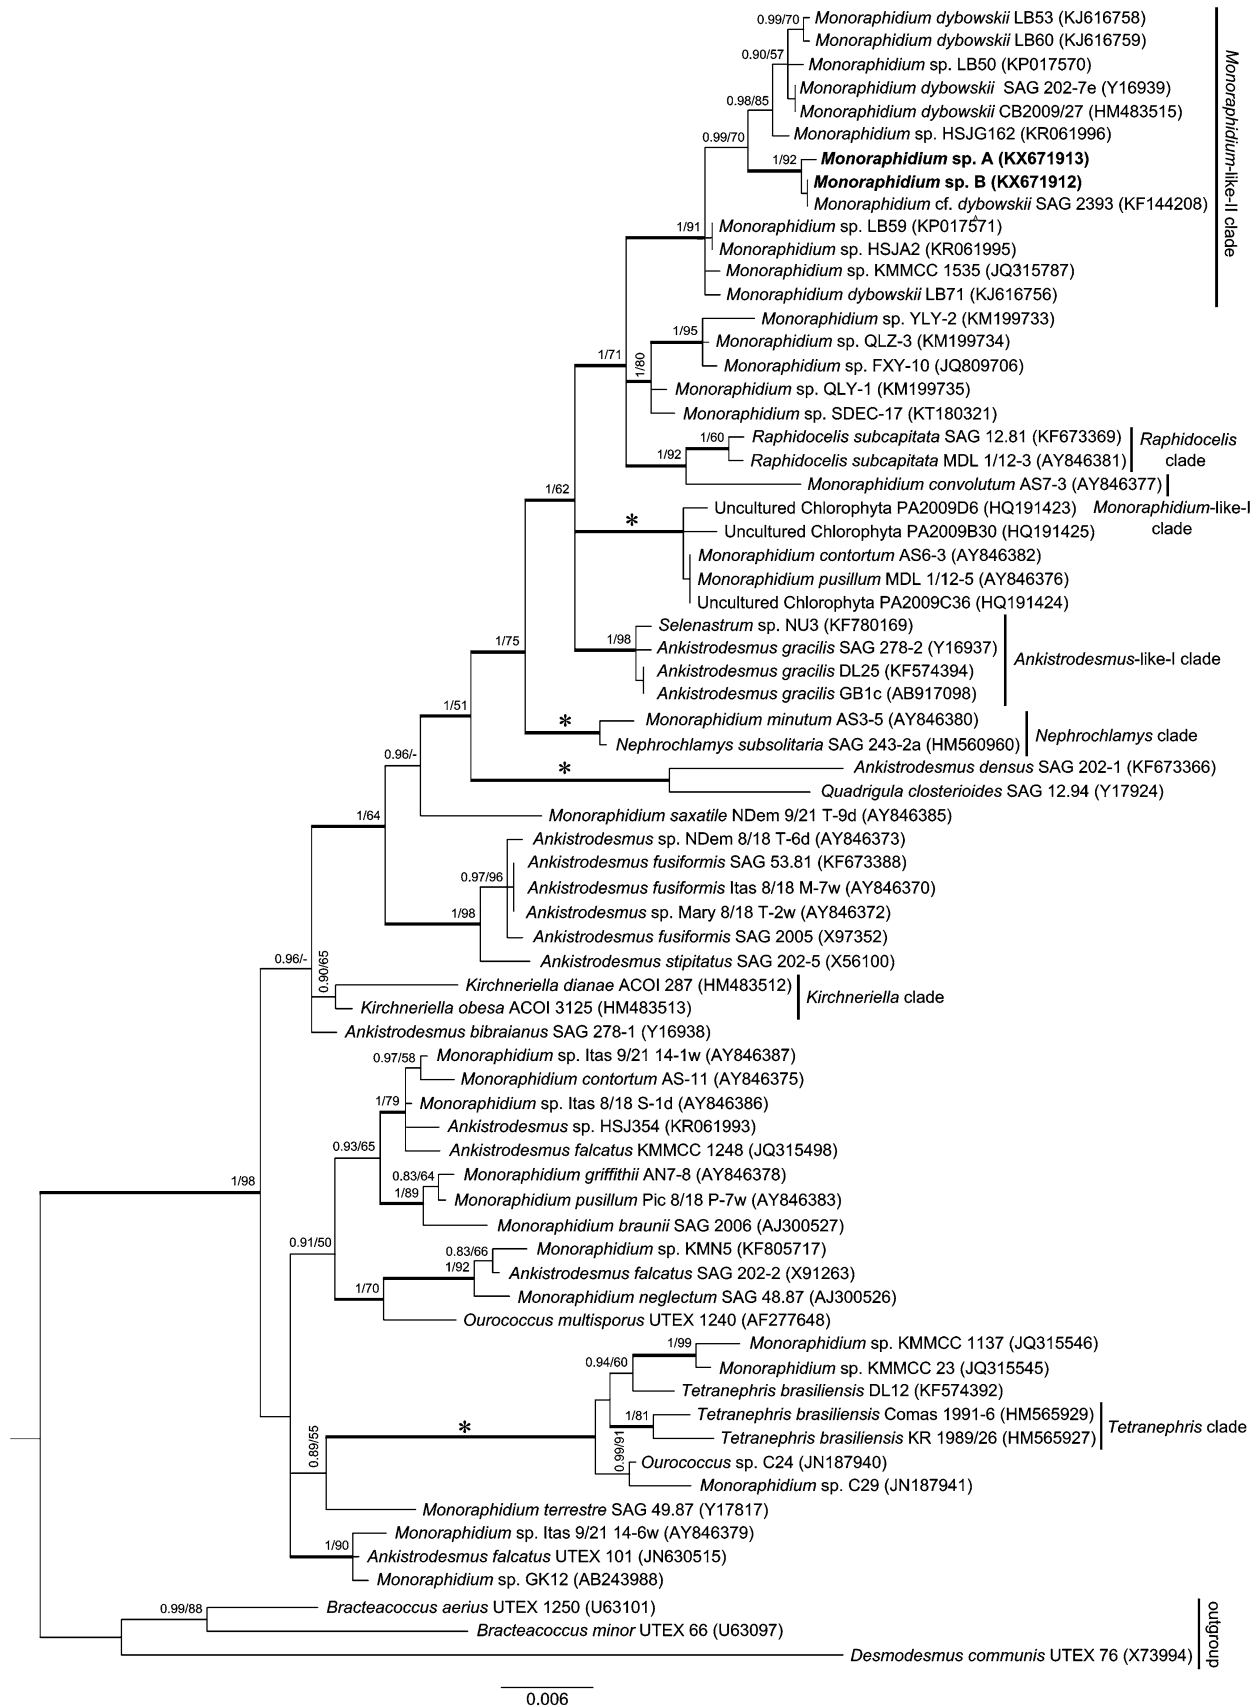 0.99/70
Monoraphidium dybowskii LB53 (KJ616758)
Monoraphidium dybowskii LB60 (KJ616759)
0.90/57
Monoraphidium sp. LB50 (KP017570)
Monoraphidium dybowskii SAG 202-7e (Y16939)
0.98/85
Monoraphidium dybowskii CB2009/27 (HM483515)
Monoraphidium sp. HSJG162 (KR061996)
0.99/70
1/92
Monoraphidium sp. A (KX671913)
Monoraphidium sp. B (KX671912)
Monoraphidium cf. dybowskii SAG 2393 (KF144208)
Monoraphidium-like-II clade
1/91
Monoraphidium sp. LB59 (KP017571)
Monoraphidium sp. HSJA2 (KR061995)
Monoraphidium sp. KMMCC 1535 (JQ315787)
Monoraphidium dybowskii LB71 (KJ616756)
Monoraphidium sp. YLY-2 (KM199733)
1/95
Monoraphidium sp. QLZ-3 (KM199734)
1/71
1/80
Monoraphidium sp. FXY-10 (JQ809706)
Monoraphidium sp. QLY-1 (KM199735)
Monoraphidium sp. SDEC-17 (KT180321)
1/60
Raphidocelis subcapitata SAG 12.81 (KF673369)
1/92
Raphidocelis subcapitata MDL 1/12-3 (AY846381)
Raphidocelis
clade
Monoraphidium convolutum AS7-3 (AY846377)
1/62
Uncultured Chlorophyta PA2009D6 (HQ191423)
Monoraphidium-like-I
clade
*
Uncultured Chlorophyta PA2009B30 (HQ191425)
Monoraphidium contortum AS6-3 (AY846382)
Monoraphidium pusillum MDL 1/12-5 (AY846376)
Uncultured Chlorophyta PA2009C36 (HQ191424)
1/75
1/98
Selenastrum sp. NU3 (KF780169)
Ankistrodesmus gracilis SAG 278-2 (Y16937)
Ankistrodesmus gracilis DL25 (KF574394)
Ankistrodesmus gracilis GB1c (AB917098)
Ankistrodesmus-like-I clade
1/51
*
Monoraphidium minutum AS3-5 (AY846380)
Nephrochlamys subsolitaria SAG 243-2a (HM560960)
Nephrochlamys clade
0.96/-
*
Ankistrodesmus densus SAG 202-1 (KF673366)
Quadrigula closterioides SAG 12.94 (Y17924)
1/64
Monoraphidium saxatile NDem 9/21 T-9d (AY846385)
Ankistrodesmus sp. NDem 8/18 T-6d (AY846373)
Ankistrodesmus fusiformis SAG 53.81 (KF673388)
0.97/96
Ankistrodesmus fusiformis Itas 8/18 M-7w (AY846370)
1/98
Ankistrodesmus sp. Mary 8/18 T-2w (AY846372)
Ankistrodesmus fusiformis SAG 2005 (X97352)
Ankistrodesmus stipitatus SAG 202-5 (X56100)
0.96/-
0.90/65
Kirchneriella dianae ACOI 287 (HM483512)
Kirchneriella obesa ACOI 3125 (HM483513)
Kirchneriella clade
Ankistrodesmus bibraianus SAG 278-1 (Y16938)
0.97/58
Monoraphidium sp. Itas 9/21 14-1w (AY846387)
Monoraphidium contortum AS-11 (AY846375)
1/79
Monoraphidium sp. Itas 8/18 S-1d (AY846386)
Ankistrodesmus sp. HSJ354 (KR061993)
0.93/65
Ankistrodesmus falcatus KMMCC 1248 (JQ315498)
0.83/64
Monoraphidium griffithii AN7-8 (AY846378)
1/98
1/89
Monoraphidium pusillum Pic 8/18 P-7w (AY846383)
Monoraphidium braunii SAG 2006 (AJ300527)
0.91/50
0.83/66
Monoraphidium sp. KMN5 (KF805717)
1/92
Ankistrodesmus falcatus SAG 202-2 (X91263)
1/70
Monoraphidium neglectum SAG 48.87 (AJ300526)
Ourococcus multisporus UTEX 1240 (AF277648)
1/99
Monoraphidium sp. KMMCC 1137 (JQ315546)
0.94/60
Monoraphidium sp. KMMCC 23 (JQ315545)
Tetranephris brasiliensis DL12 (KF574392)
1/81
Tetranephris brasiliensis Comas 1991-6 (HM565929)
*
Tetranephris brasiliensis KR 1989/26 (HM565927)
Tetranephris clade
0.89/55
0.99/91
Ourococcus sp. C24 (JN187940)
Monoraphidium sp. C29 (JN187941)
Monoraphidium terrestre SAG 49.87 (Y17817)
Monoraphidium sp. Itas 9/21 14-6w (AY846379)
1/90
Ankistrodesmus falcatus UTEX 101 (JN630515)
Monoraphidium sp. GK12 (AB243988)
0.99/88
Bracteacoccus aerius UTEX 1250 (U63101)
Bracteacoccus minor UTEX 66 (U63097)
Desmodesmus communis UTEX 76 (X73994)
outgroup
0.006